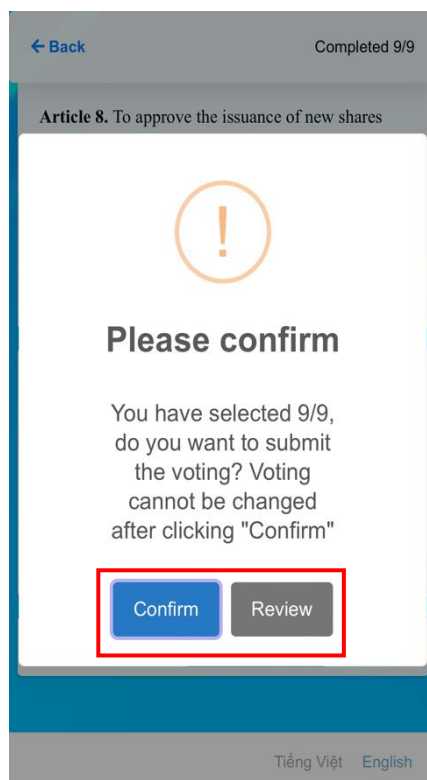 ← Back Completed 9/9
Article 8. To approve the issuance of new shares
!
Please confirm
You have selected 9/9,
do you want to submit
the voting? Voting
cannot be changed
after clicking "Confirm"
Confirm Review
Tiếng Việt English